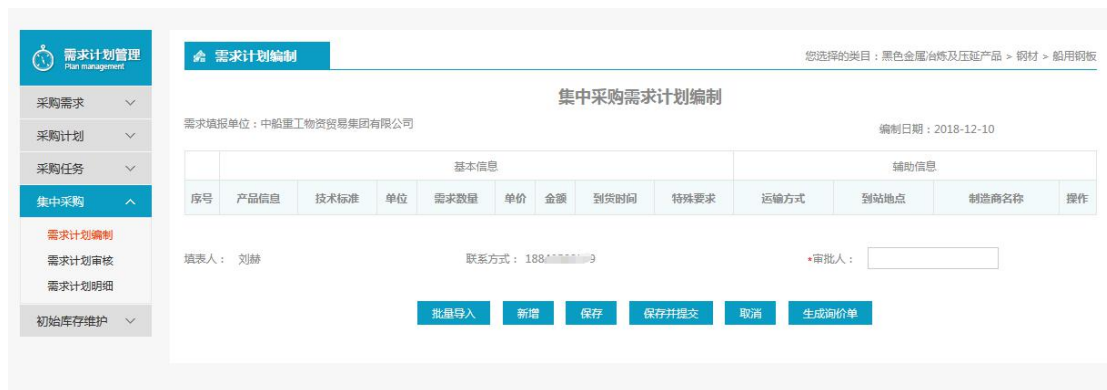 需求计划管理
Plan management
采购需求
采购计划
采购任务
集中采购
需求计划编制
需求计划审核
需求计划明细
初始库存维护
需求计划编制
您选择的类目：黑色金属冶炼及压延产品 > 钢材 > 船用钢板
集中采购需求计划编制
需求填报单位：中船重工物资贸易集团有限公司
编制日期：2018-12-10
基本信息 辅助信息
序号 产品信息 技术标准 单位 需求数量 单价 金额 到货时间 特殊要求 运输方式 到站地点 制造商名称 操作
填表人： 刘赫 联系方式：188 9 *审批人：
批量导入 新增 保存 保存并提交 取消 生成询价单